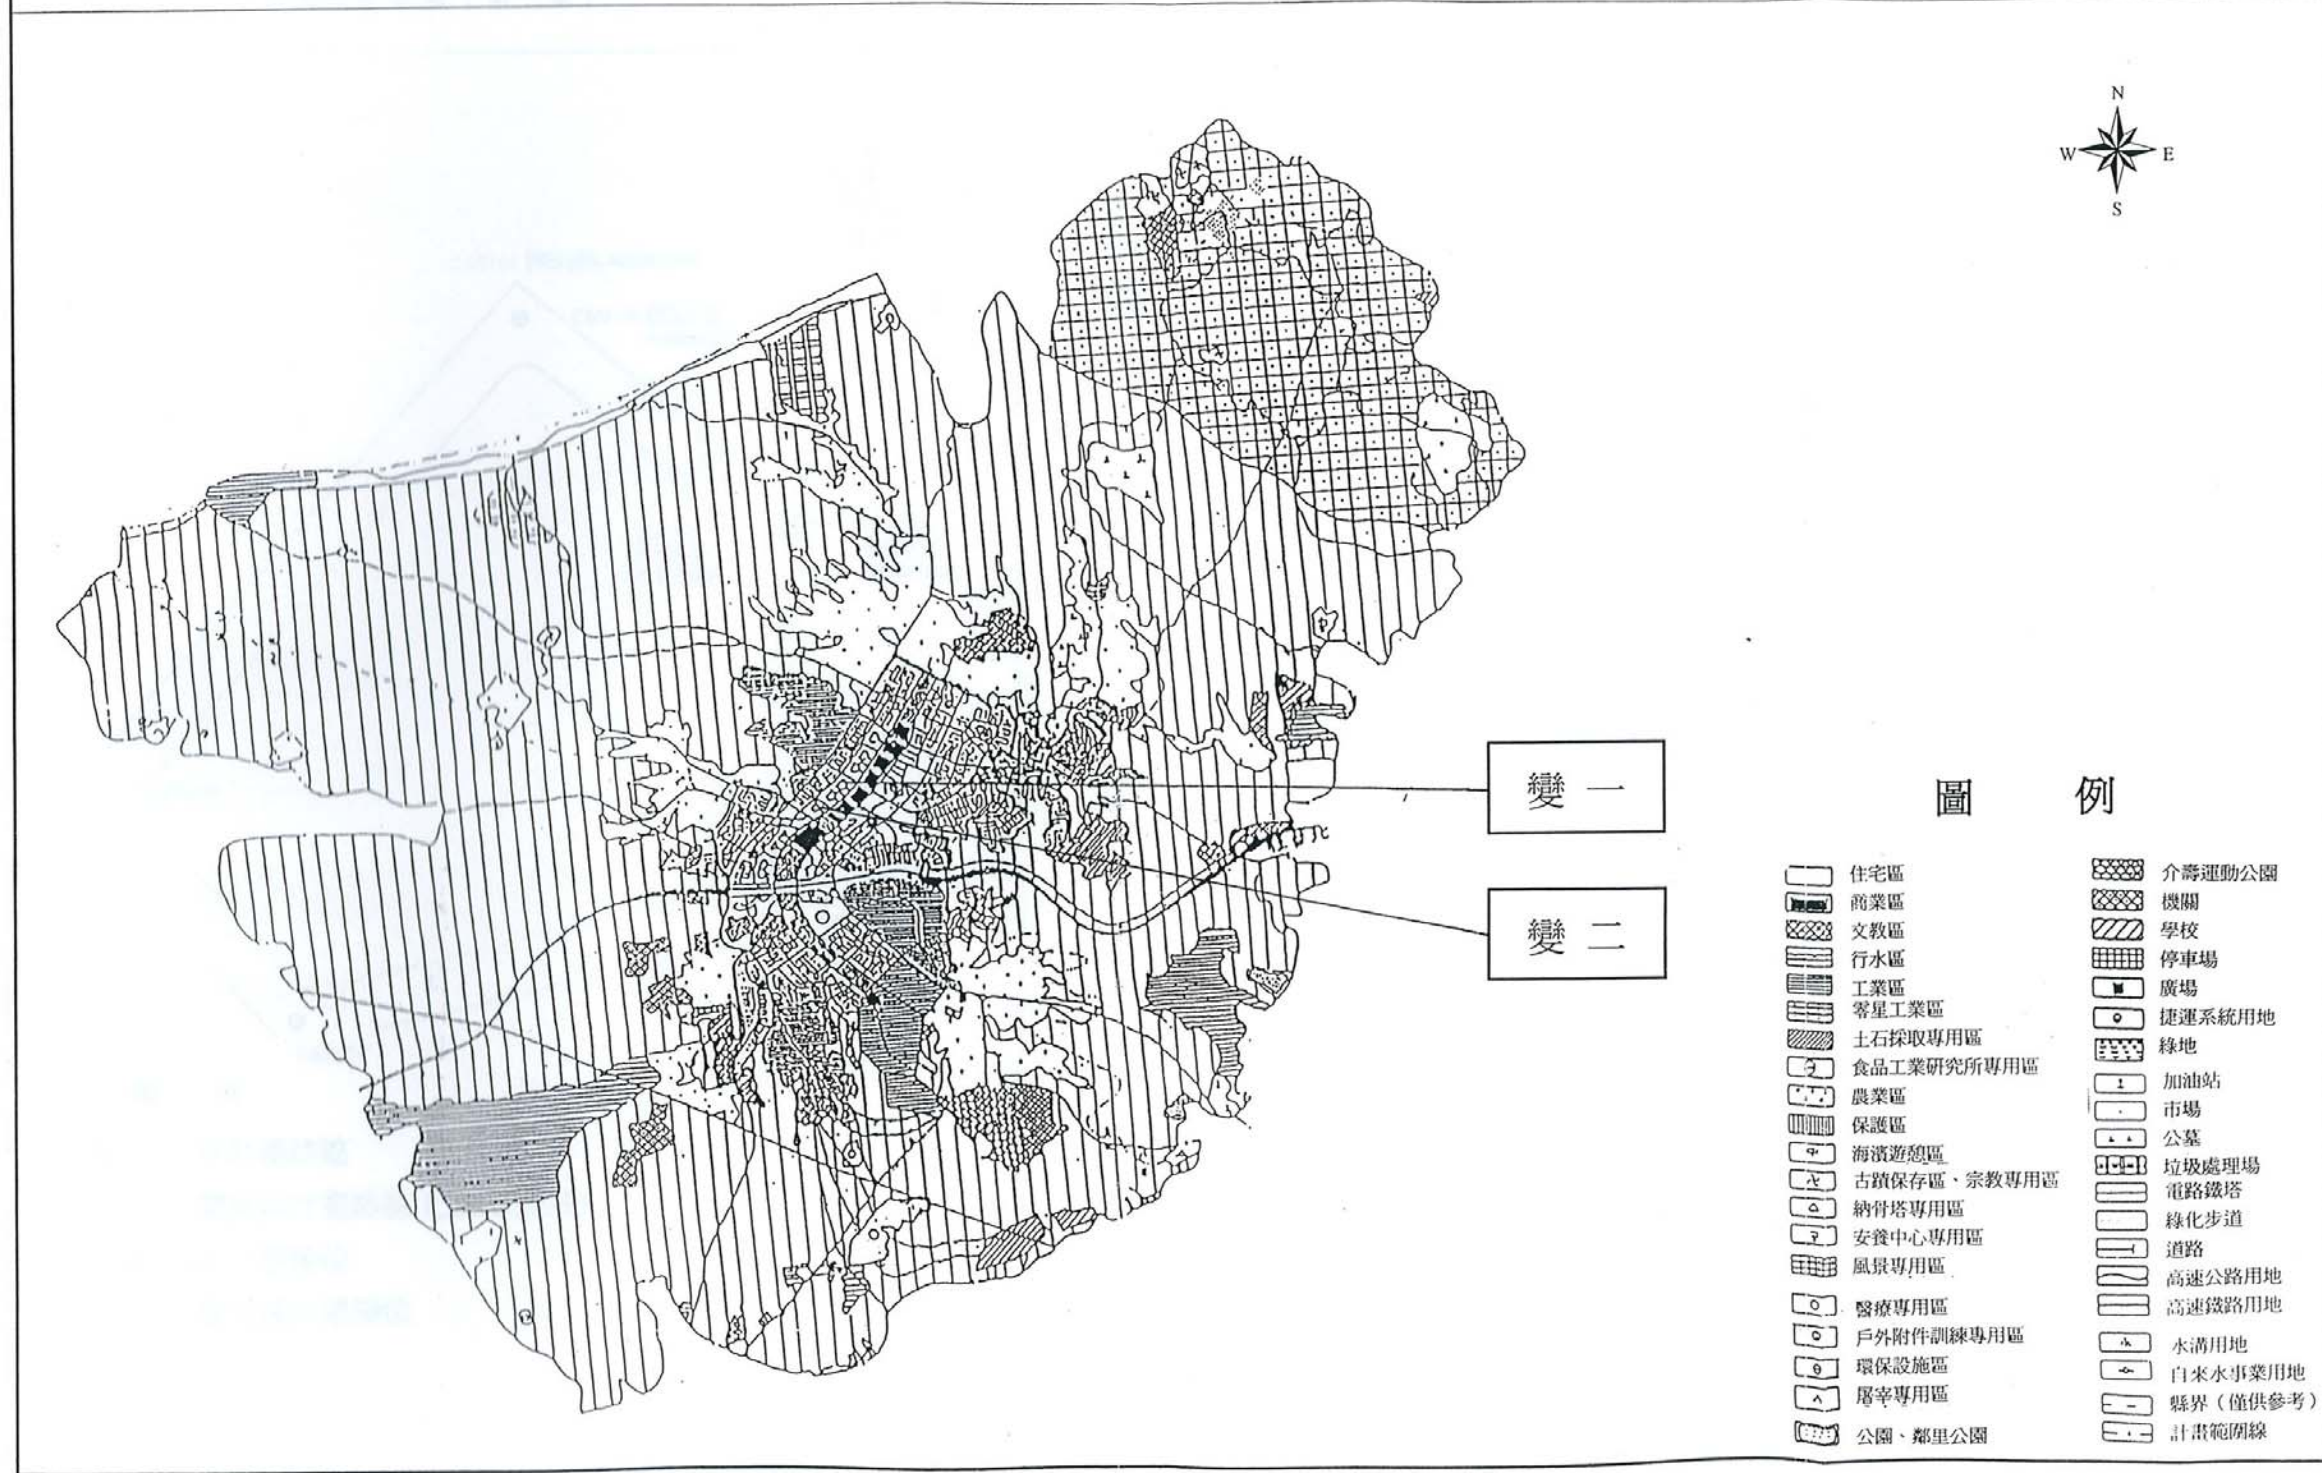 N
W E
S
變一
變二
圖例
住宅區
商業區
文教區
行水區
工業區
零星工業區
土石採取專用區
食品工業研究所專用區
農業區
保護區
海濱遊憩區
古蹟保存區、宗教專用區
納骨塔專用區
安養中心專用區
風景專用區
醫療專用區
戶外附件訓練專用區
環保設施區
屠宰專用區
公園、鄰里公園
介壽運動公園
機關
學校
停車場
廣場
捷運系統用地
綠地
加油站
市場
公墓
垃圾處理場
電路鐵塔
綠化步道
道路
高速公路用地
高速鐵路用地
水溝用地
自來水事業用地
縣界（僅供參考）
計畫範圍線